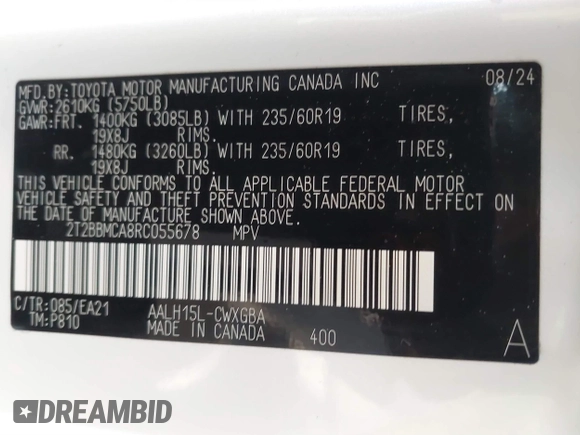 MFD.BY:TOYOTA MOTOR MANUFACTURING CANADA INC 08/24
GVWR:2610KG (5750LB)
GAWR:FRT. 1400KG (3085LB) WITH 235/60R19 TIRES,
19X8J RIMS.
RR. 1480KG (3260LB) WITH 235/60R19 TIRES,
19X8J RIMS.
THIS VEHICLE CONFORMS TO ALL APPLICABLE FEDERAL MOTOR
VEHICLE SAFETY AND THEFT PREVENTION STANDARDS IN EFFECT ON
THE DATE OF MANUFACTURE SHOWN ABOVE.
2T2BBMCA8RC055678 MPV
C/TR:085/EA21 AALH15L-CWXGBA
TM:P810 MADE IN CANADA 400 A
DREAMBID